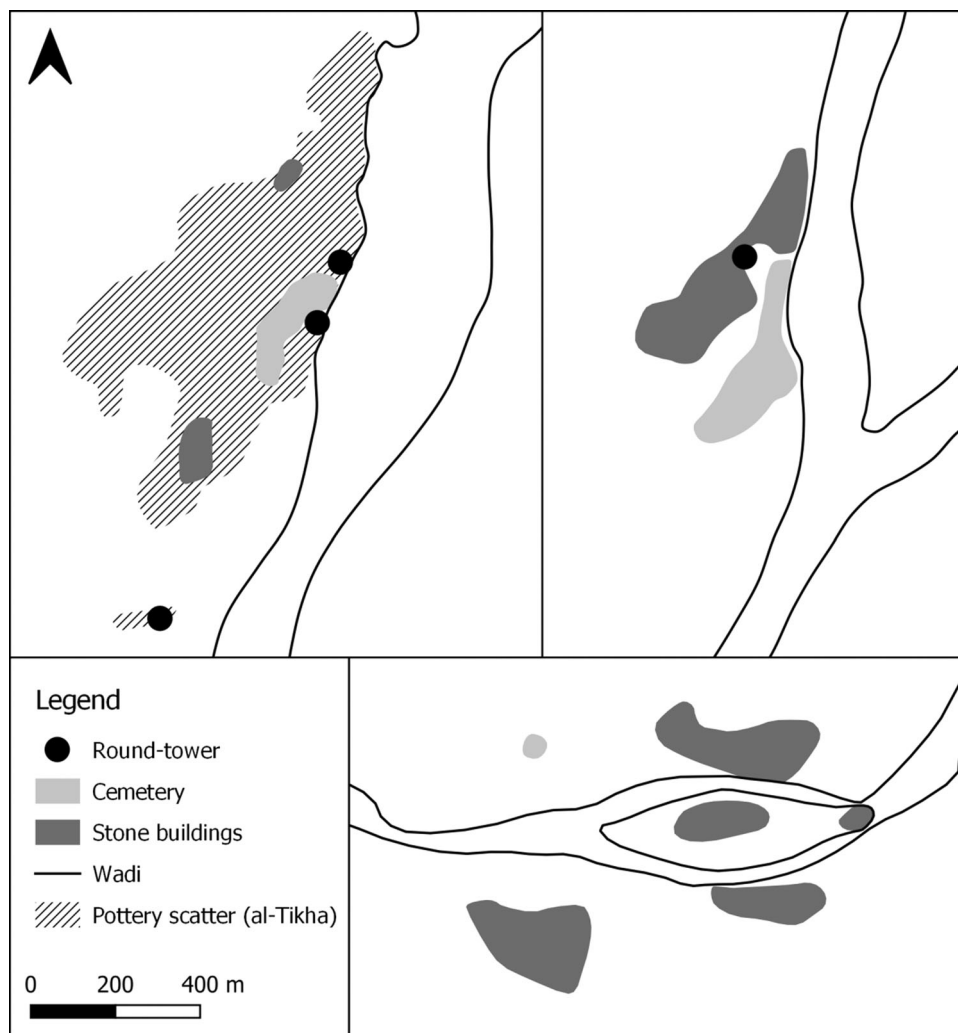 Legend
Round-tower
Cemetery
Stone buildings
Wadi
Pottery scatter (al-Tikha)
0 200 400 m